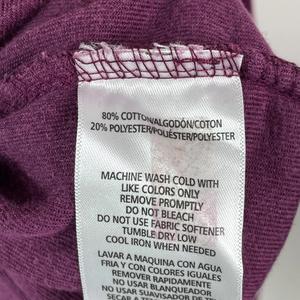 80% COTTON/ALGODÓN/COTON
20% POLYESTER/POLIÉSTER/POLYESTER
MACHINE WASH COLD WITH
LIKE COLORS ONLY
REMOVE PROMPTLY
DO NOT BLEACH
DO NOT USE FABRIC SOFTENER
TUMBLE DRY LOW
COOL IRON WHEN NEEDED
LAVAR A MAQUINA CON AGUA
FRIA Y CON COLORES IGUALES
REMOVER RAPIDAMENTE
NO USAR BLANQUEADOR
NO USAR SUAVISADOR DE
SECAR A